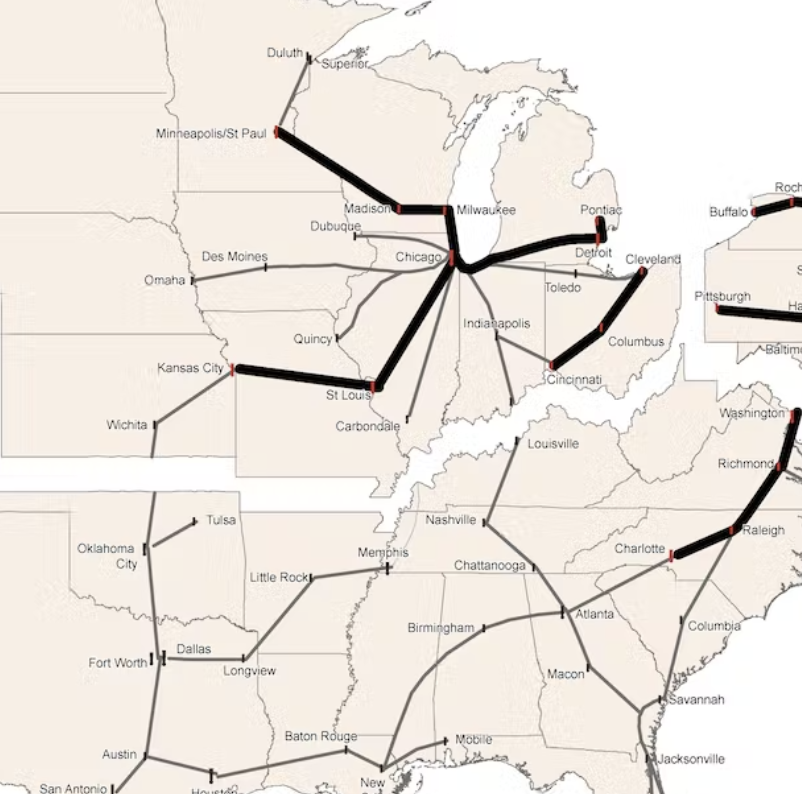 Duluth
Superior
Minneapolis/St Paul
Madison
Milwaukee
Dubuque
Pontiac
Buffalo
Roch
Detroit
Des Moines
Chicago
Cleveland
Omaha
Toledo
Pittsburgh
Ha
S
Indianapolis
Quincy
Columbus
Baltim
Kansas City
Cincinnati
St Louis
Washington
Wichita
Carbondale
Louisville
Richmond
Nashville
Tulsa
Raleigh
Oklahoma
City
Memphis
Charlotte
Little Rock
Chattanooga
Atlanta
Birmingham
Columbia
Dallas
Fort Worth
Longview
Macon
Savannah
Baton Rouge
Mobile
Austin
Jacksonville
New
San Antonio
Houston